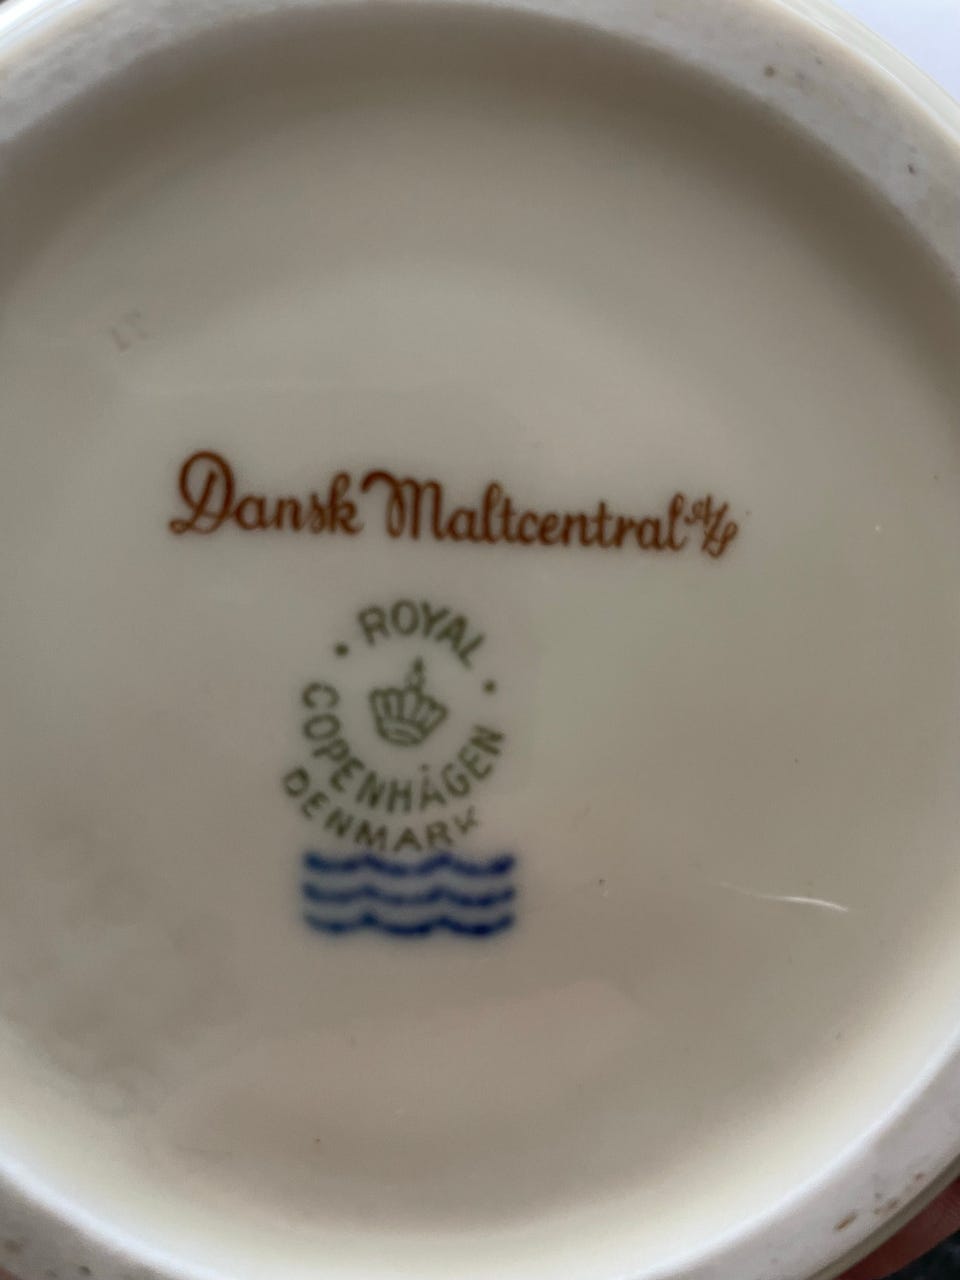 Dansk Maltcentral A/S
ROYAL
COPENHAGEN
DENMARK